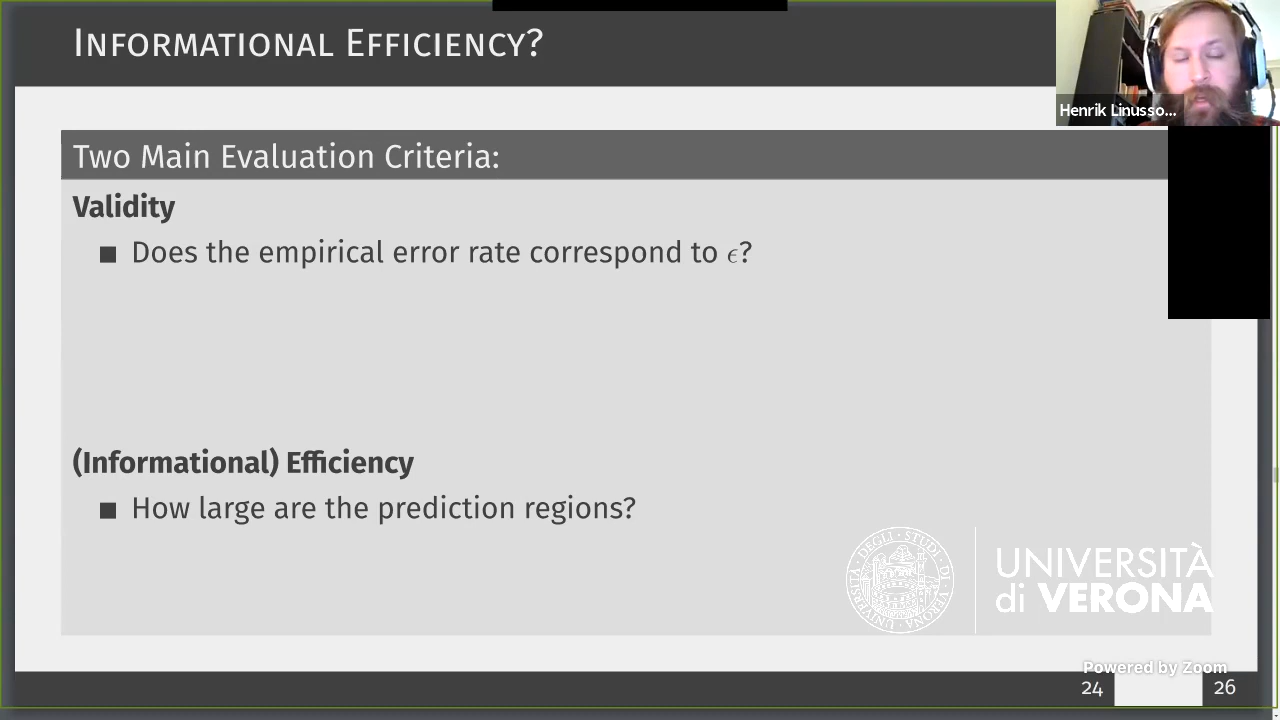 Informational Efficiency?
Henrik Linusso...
Two Main Evaluation Criteria:
Validity
■ Does the empirical error rate correspond to ϵ?
(Informational) Efficiency
■ How large are the prediction regions?
UNIVERSITÀ
di VERONA
Powered by Zoom
24 26